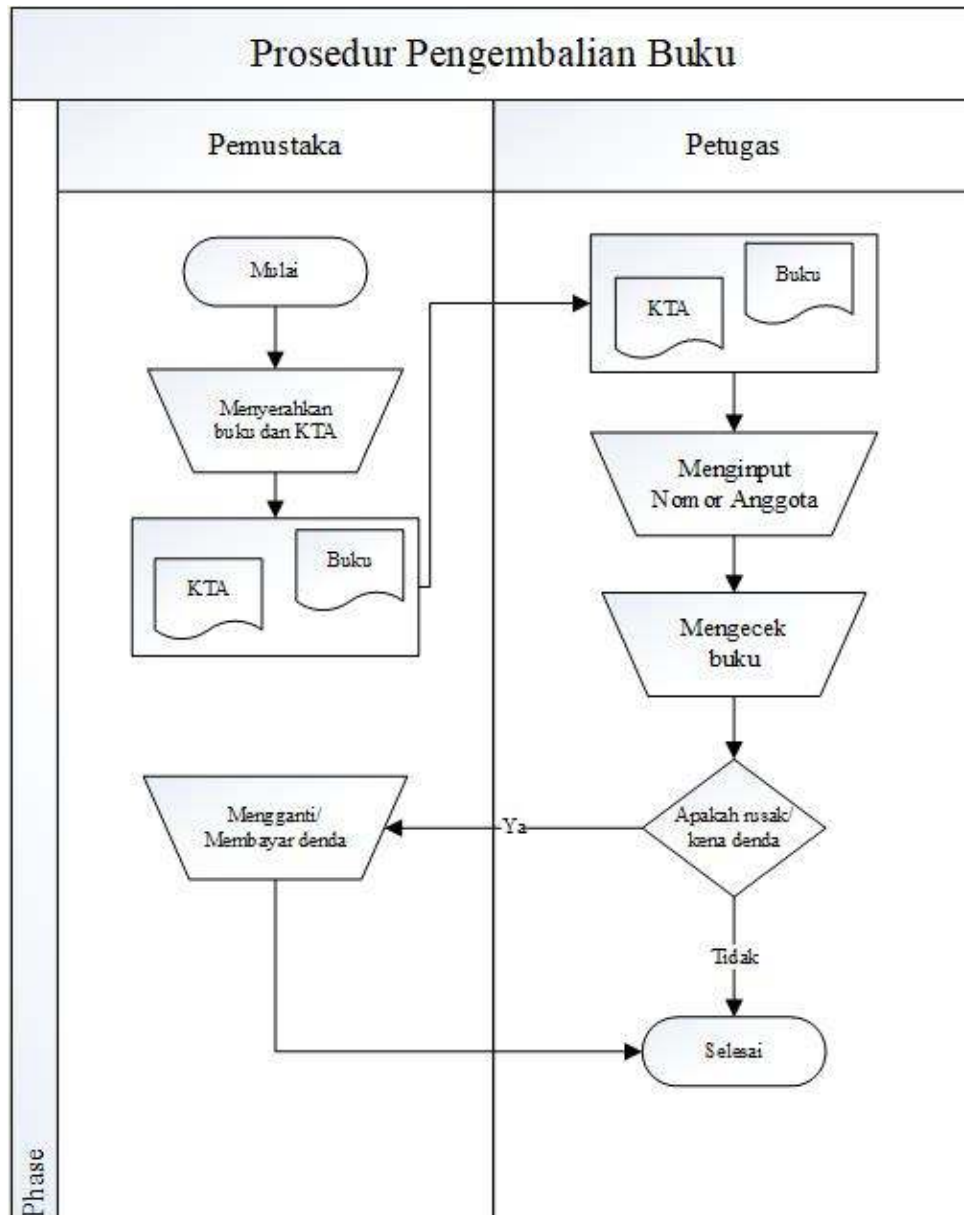 Prosedur Pengembalian Buku
Pemustaka
Petugas
Mulai
Menyerahkan
buku dan KTA
KTA
Buku
KTA
Buku
Menginput
Nomor Anggota
Mengecek
buku
Apakah rusak/
kena denda
Ya
Mengganti/
Membayar denda
Tidak
Selesai
Phase